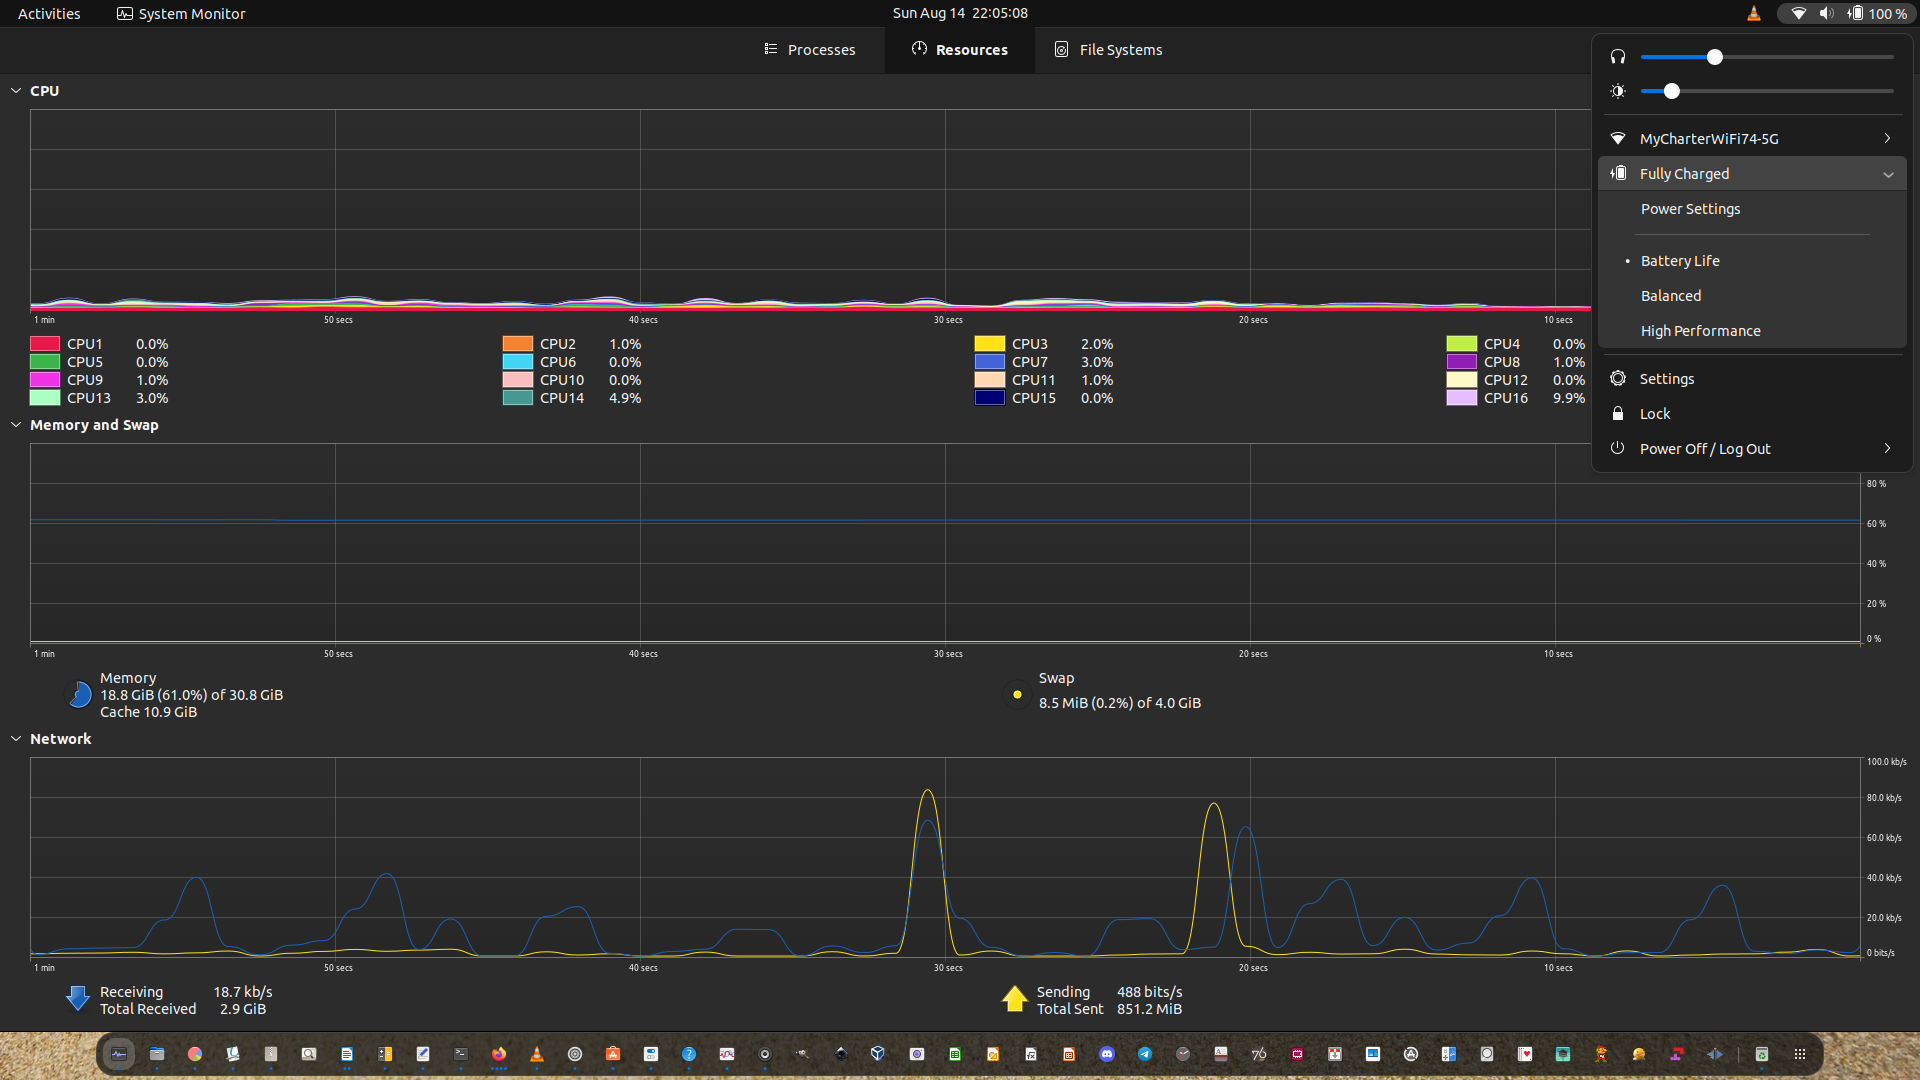 Activities
System Monitor
Sun Aug 14 22:05:08
100 %
Processes
Resources
File Systems
CPU
1 min 50 secs 40 secs 30 secs 20 secs 10 secs
CPU1 0.0% CPU2 1.0% CPU3 2.0% CPU4 0.0%
CPU5 0.0% CPU6 0.0% CPU7 3.0% CPU8 1.0%
CPU9 1.0% CPU10 0.0% CPU11 1.0% CPU12 0.0%
CPU13 3.0% CPU14 4.9% CPU15 0.0% CPU16 9.9%
MyCharterWiFi74-5G
Fully Charged
Power Settings
Battery Life
Balanced
High Performance
Settings
Lock
Power Off / Log Out
Memory and Swap
80 %
60 %
40 %
20 %
0 %
1 min 50 secs 40 secs 30 secs 20 secs 10 secs
Memory
18.8 GiB (61.0%) of 30.8 GiB
Cache 10.9 GiB
Swap
8.5 MiB (0.2%) of 4.0 GiB
Network
100.0 kb/s
80.0 kb/s
60.0 kb/s
40.0 kb/s
20.0 kb/s
0 bits/s
1 min 50 secs 40 secs 30 secs 20 secs 10 secs
Receiving 18.7 kb/s
Total Received 2.9 GiB
Sending 488 bits/s
Total Sent 851.2 MiB
76